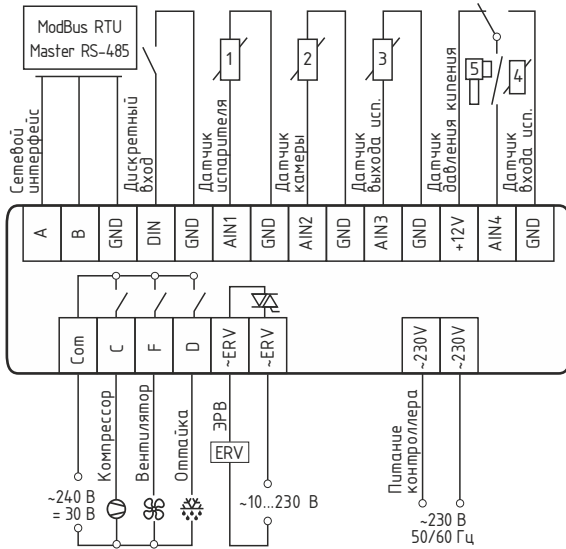 ModBus RTU
Master RS-485
Сетевой
интерфейс
Дискретный
вход
Датчик
испарителя
1
Датчик
камеры
2
Датчик
выхода исп.
3
Датчик
давления кипения
5
4
Датчик
входа исп.
A
B
GND
DIN
GND
AIN1
GND
AIN2
GND
AIN3
GND
+12V
AIN4
GND
Com
C
F
D
~ERV
~ERV
~230V
~230V
Компрессор
Вентилятор
Оттайка
ЭРВ
ERV
Питание
контроллера
~240 В
= 30 В
~10...230 В
~230 В
50/60 Гц